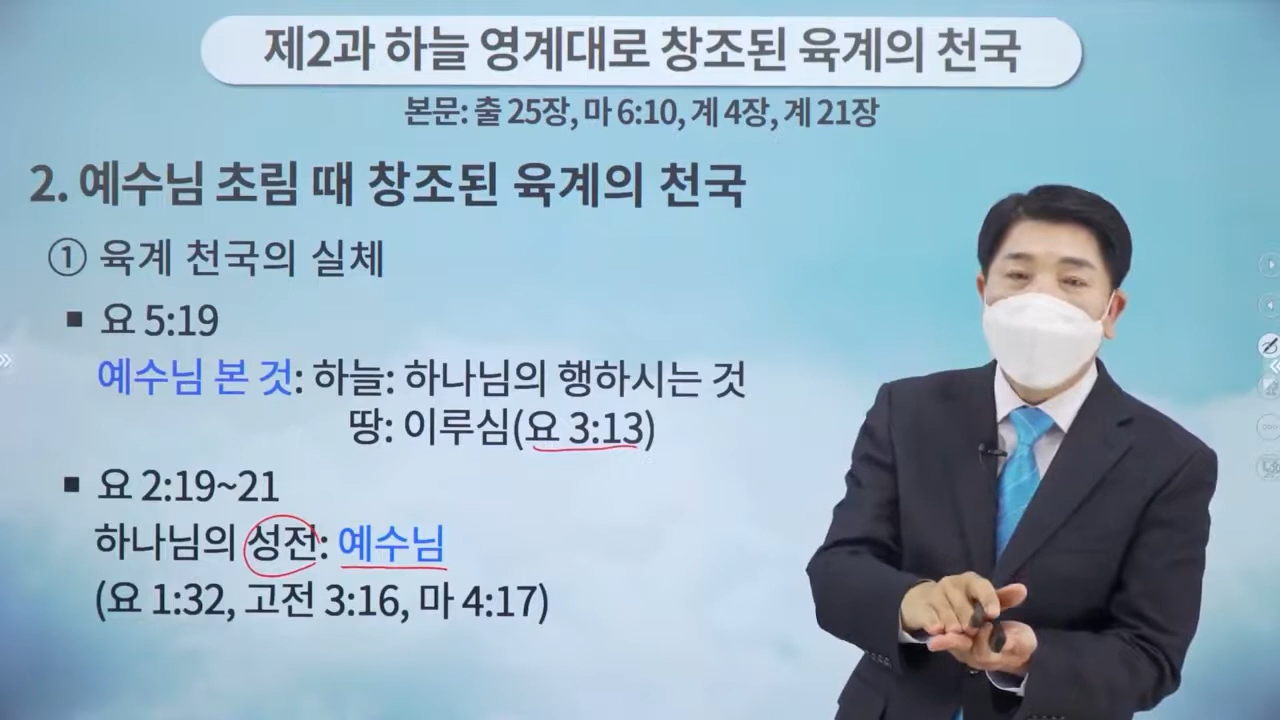 제2과 하늘 영계대로 창조된 육계의 천국
본문: 출 25장, 마 6:10, 계 4장, 계 21장
2. 예수님 초림 때 창조된 육계의 천국
① 육계 천국의 실체
▪ 요 5:19
예수님 본 것: 하늘: 하나님의 행하시는 것
땅: 이루심(요 3:13)
▪ 요 2:19~21
하나님의 성전: 예수님
(요 1:32, 고전 3:16, 마 4:17)